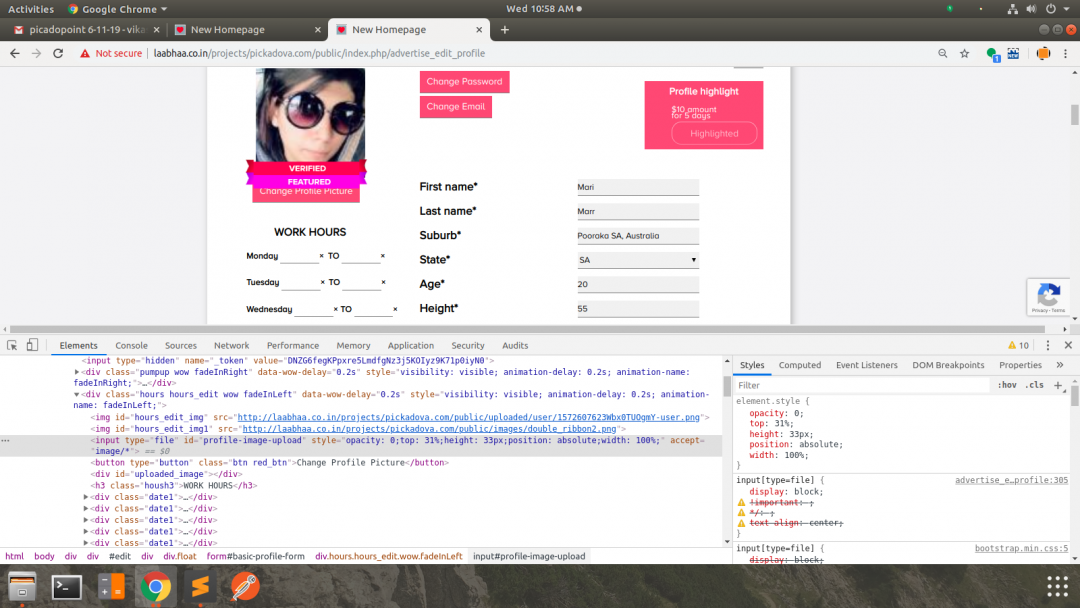 Activities Google Chrome Wed 10:58 AM
picadopoint 6-11-19 - vika × New Homepage × New Homepage × +
Not secure | laabhaa.co.in/projects/pickadova.com/public/index.php/advertise_edit_profile
Change Password
Change Email
Profile highlight
$10 amount
for 5 days
Highlighted
VERIFIED
FEATURED
Change Profile Picture
First name* Mari
Last name* Marr
Suburb* Pooraka SA, Australia
State* SA
Age* 20
Height* 55
WORK HOURS
Monday × TO ×
Tuesday × TO ×
Wednesday × TO ×
Privacy - Terms
Elements Console Sources Network Performance Memory Application Security Audits 10
<input type="hidden" name="_token" value="DNZG6fegKPpxre5LmdfgNz3j5KOIyz9K71p0iyN0">
<div class="pumpup wow fadeInRight" data-wow-delay="0.2s" style="visibility: visible; animation-delay: 0.2s; animation-name:
fadeInRight;">…</div>
<div class="hours hours_edit wow fadeInLeft" data-wow-delay="0.2s" style="visibility: visible; animation-delay: 0.2s; animation-
name: fadeInLeft;">
<img id="hours_edit_img" src="http://laabhaa.co.in/projects/pickadova.com/public/uploaded/user/1572607623Wbx0TUOqmY-user.png">
<img id="hours_edit_img1" src="http://laabhaa.co.in/projects/pickadova.com/public/images/double_ribbon2.png">
<input type="file" id="profile-image-upload" style="opacity: 0;top: 31%;height: 33px;position: absolute;width: 100%;" accept=
"image/*"> == $0
<button type="button" class="btn red_btn">Change Profile Picture</button>
<div id="uploaded_image"></div>
<h3 class="housh3">WORK HOURS</h3>
<div class="date1">…</div>
<div class="date1">…</div>
<div class="date1">…</div>
<div class="date1">…</div>
<div class="date1">…</div>
html body div div #edit div div.float form#basic-profile-form div.hours.hours_edit.wow.fadeInLeft input#profile-image-upload
Styles Computed Event Listeners DOM Breakpoints Properties »
Filter :hov .cls +
element.style {
opacity: 0;
top: 31%;
height: 33px;
position: absolute;
width: 100%;
}
input[type=file] { advertise_e…profile:305
display: block;
!important: ;
*/: ;
text-align: center;
}
input[type=file] { bootstrap.min.css:5
display: block;